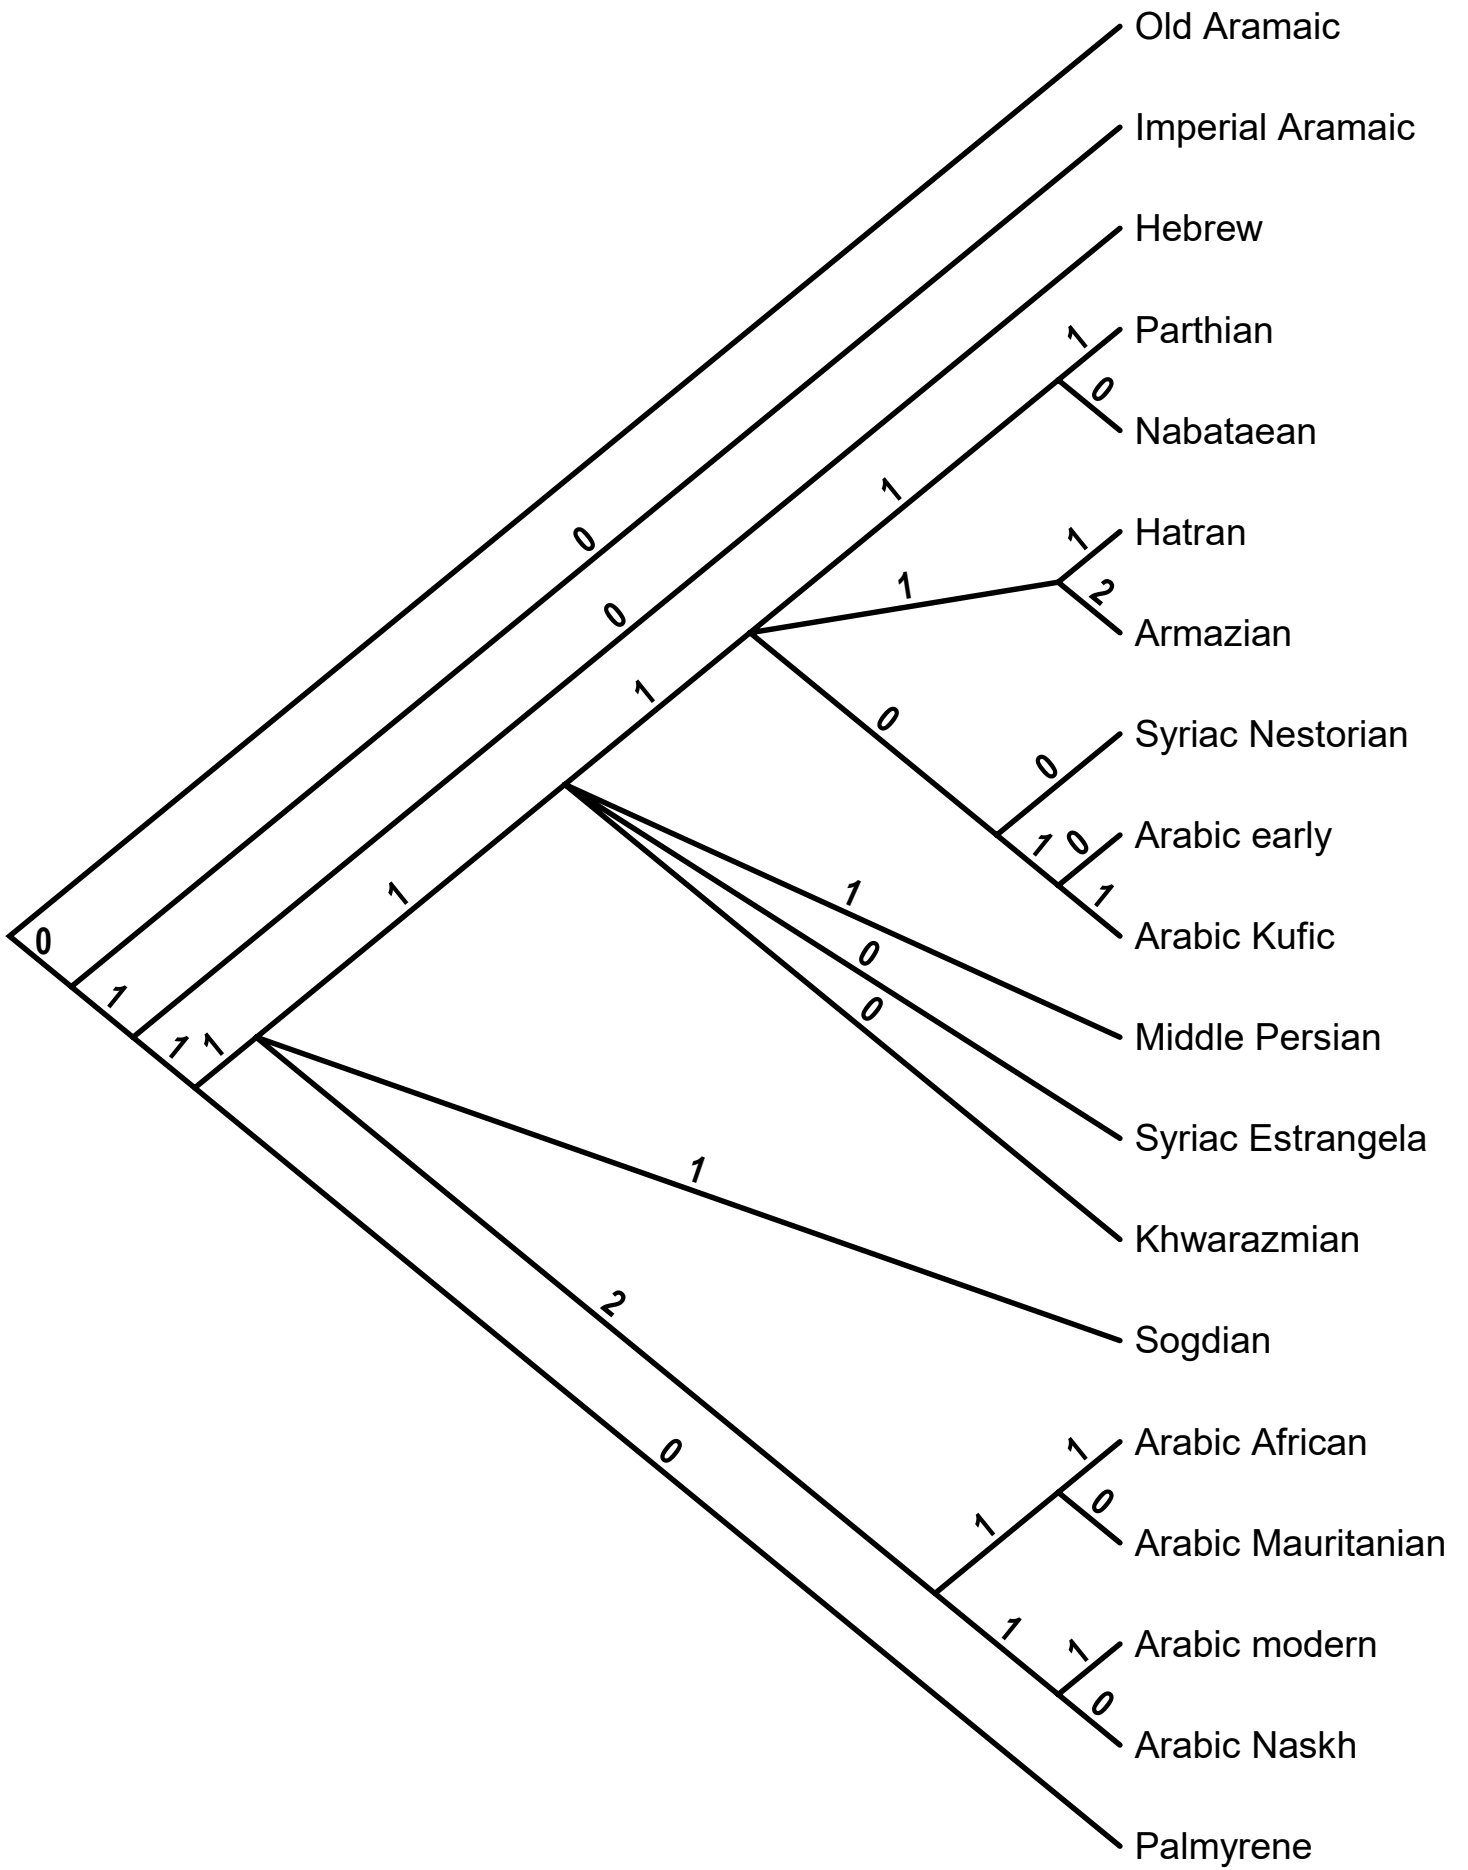 Old Aramaic
Imperial Aramaic
Hebrew
1
Parthian
0
Nabataean
1
Hatran
0
1
1
2
0
Armazian
1
0
Syriac Nestorian
0
1
0
Arabic early
1
1
1
Arabic Kufic
0
0
1
0
Middle Persian
1
1
Syriac Estrangela
1
Khwarazmian
2
Sogdian
1
Arabic African
0
0
1
Arabic Mauritanian
1
1
Arabic modern
0
Arabic Naskh
Palmyrene